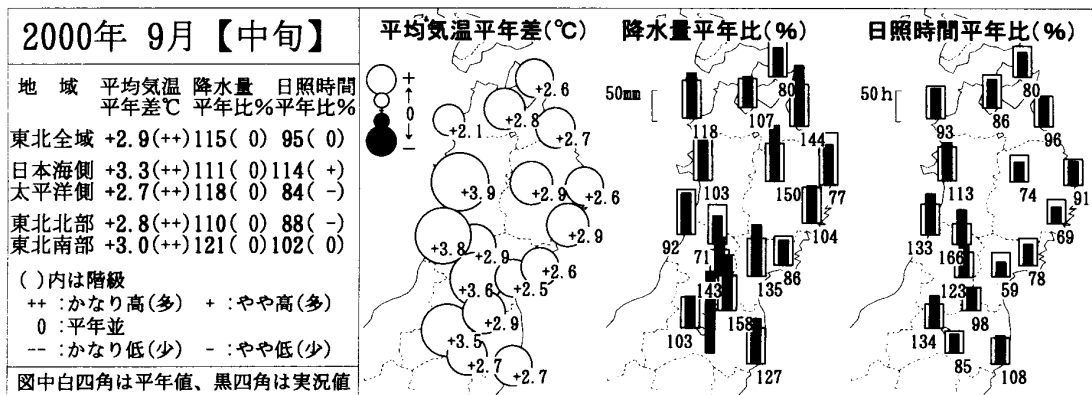 2000年 9月【中旬】
地 域 平均気温 降水量 日照時間
平年差℃ 平年比% 平年比%
東北全域 +2.9(++) 115( 0) 95( 0)
日本海側 +3.3(++) 111( 0) 114( +)
太平洋側 +2.7(++) 118( 0) 84( -)
東北北部 +2.8(++) 110( 0) 88( -)
東北南部 +3.0(++) 121( 0) 102( 0)
( )内は階級
++ :かなり高(多) + :やや高(多)
0 :平年並
-- :かなり低(少) - :やや低(少)
図中白四角は平年値、黒四角は実況値
平均気温平年差(℃)
+
0
-
+2.6
+2.8
+2.1
+2.7
+3.9
+2.9
+2.6
+2.9
+3.8
+2.9
+2.6
+3.6
+2.5
+2.9
+3.5
+2.7
+2.7
降水量平年比(%)
50mm
80
107
118
144
103
150
77
104
92
71
86
143
135
158
103
127
日照時間平年比(%)
50h
80
86
93
96
113
74
91
69
133
166
78
123
59
98
134
85
108